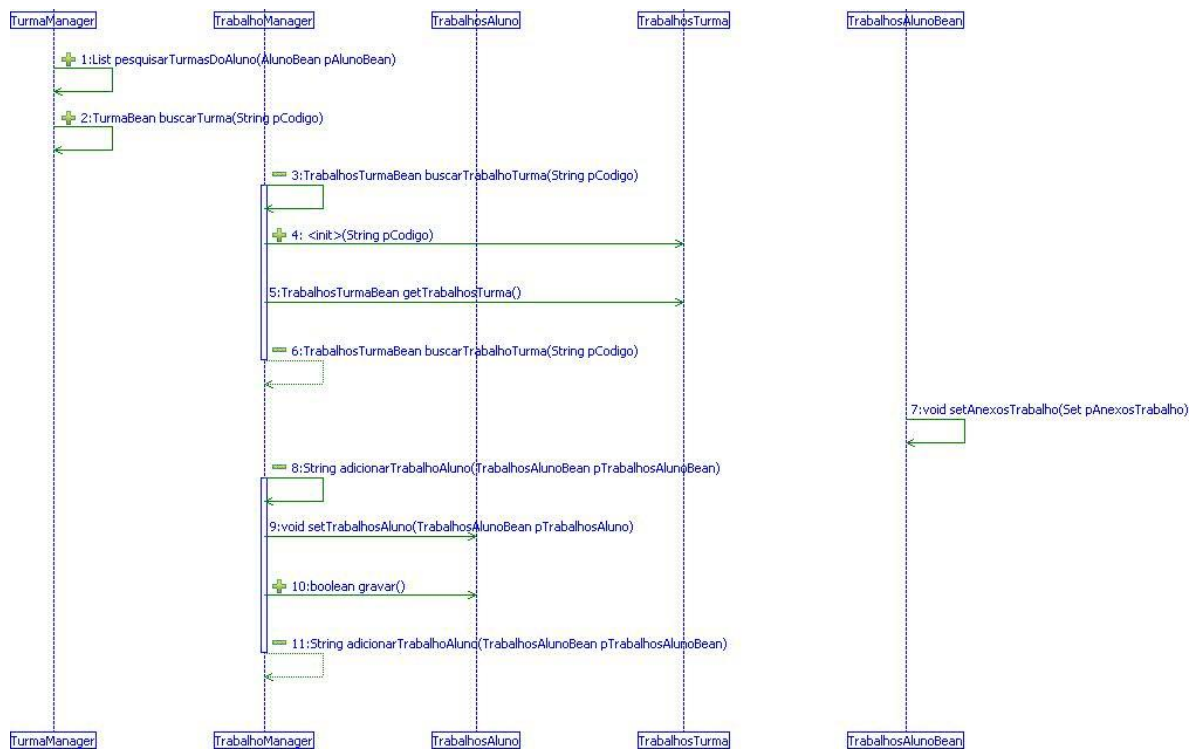 TurmaManager TrabalhoManager TrabalhosAluno TrabalhosTurma TrabalhosAlunoBean
1:List pesquisarTurmasDoAluno(AlunoBean pAlunoBean)
2:TurmaBean buscarTurma(String pCodigo)
3:TrabalhosTurmaBean buscarTrabalhoTurma(String pCodigo)
4: <init>(String pCodigo)
5:TrabalhosTurmaBean getTrabalhosTurma()
6:TrabalhosTurmaBean buscarTrabalhoTurma(String pCodigo)
7:void setAnexosTrabalho(Set pAnexosTrabalho)
8:String adicionarTrabalhoAluno(TrabalhosAlunoBean pTrabalhosAlunoBean)
9:void setTrabalhosAluno(TrabalhosAlunoBean pTrabalhosAluno)
10:boolean gravar()
11:String adicionarTrabalhoAluno(TrabalhosAlunoBean pTrabalhosAlunoBean)
TurmaManager TrabalhoManager TrabalhosAluno TrabalhosTurma TrabalhosAlunoBean